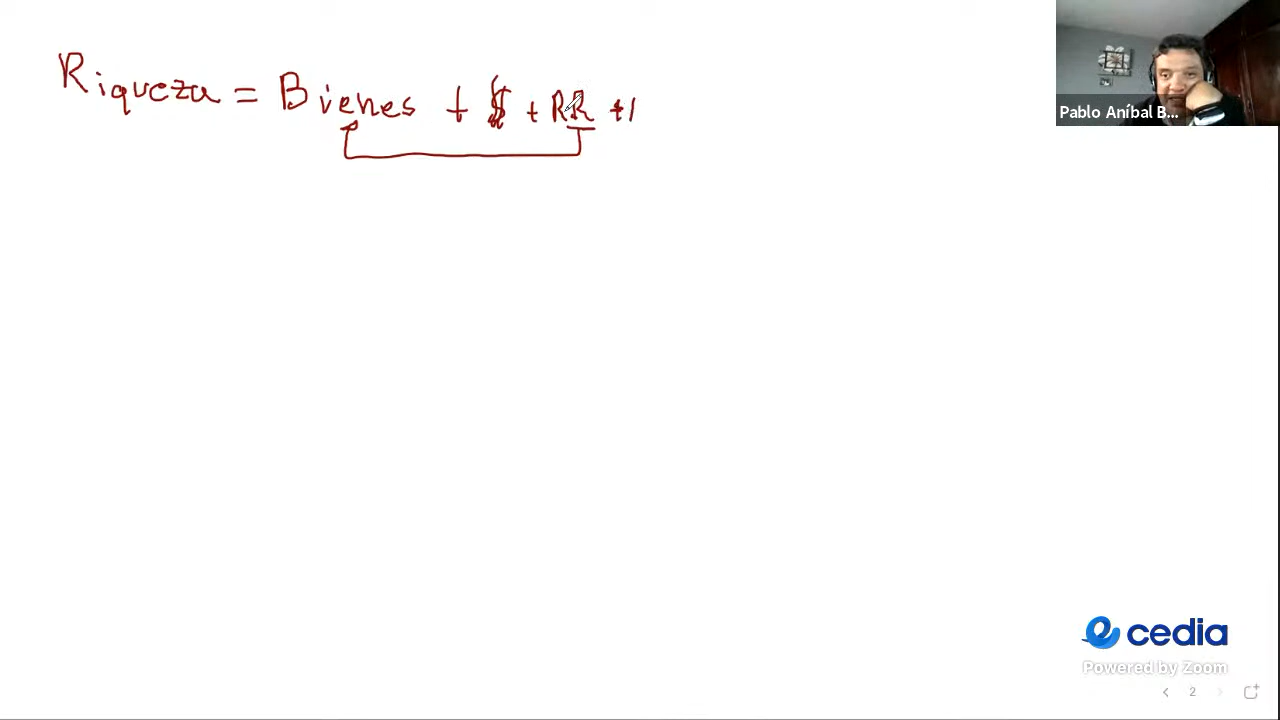 Riqueza = Bienes + $ + RR + I
Pablo Aníbal B...
cedia
Powered by Zoom
2